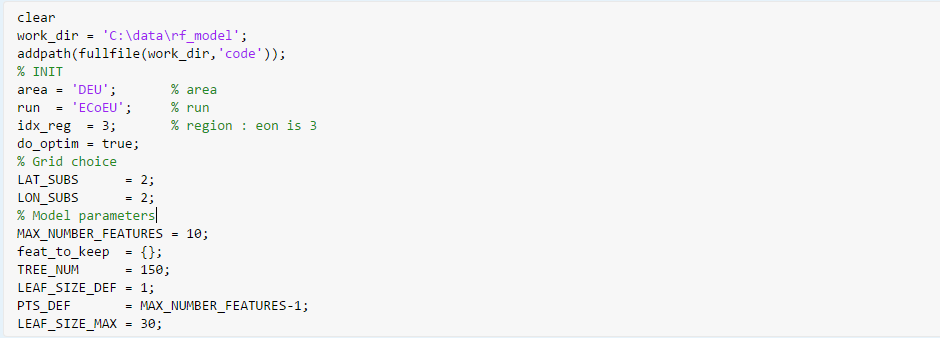 clear
work_dir = 'C:\data\rf_model';
addpath(fullfile(work_dir,'code'));
% INIT
area = 'DEU';       % area
run  = 'ECoEU';     % run
idx_reg  = 3;       % region : eon is 3
do_optim = true;
% Grid choice
LAT_SUBS      = 2;
LON_SUBS      = 2;
% Model parameters
MAX_NUMBER_FEATURES = 10;
feat_to_keep  = {};
TREE_NUM      = 150;
LEAF_SIZE_DEF = 1;
PTS_DEF       = MAX_NUMBER_FEATURES-1;
LEAF_SIZE_MAX = 30;